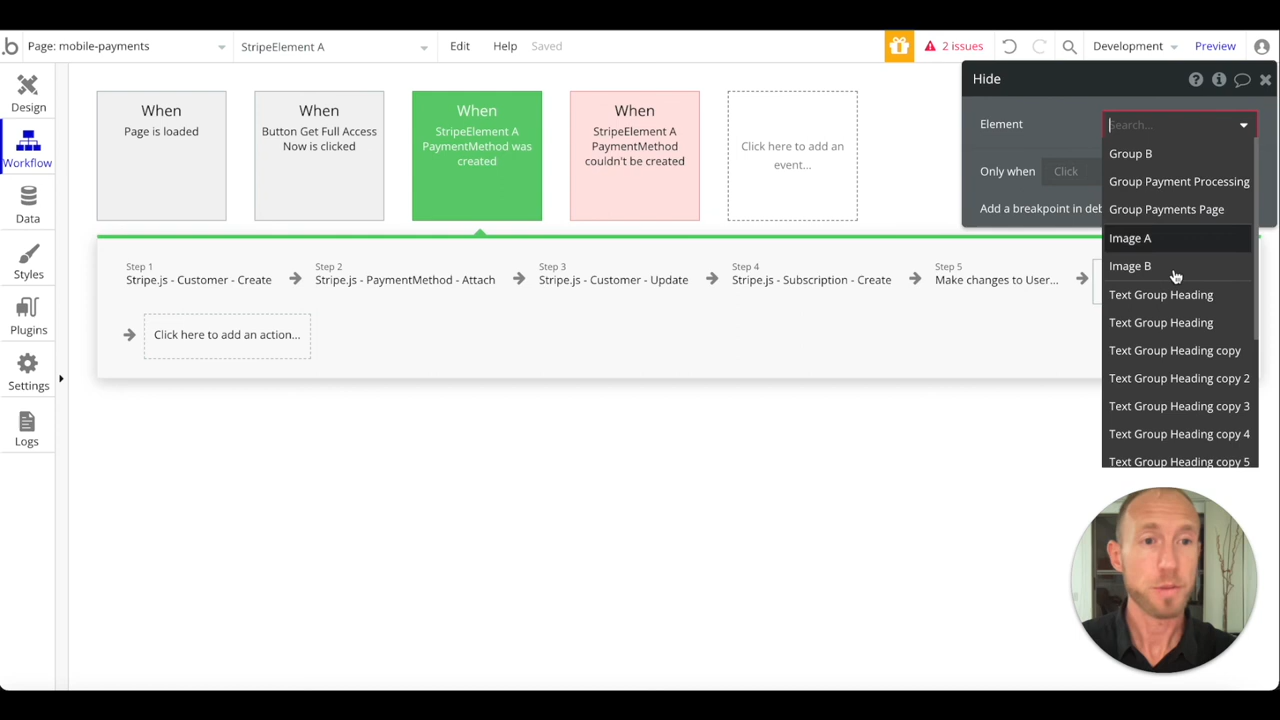 b Page: mobile-payments StripeElement A Edit Help Saved 2 issues Development Preview
Design
Workflow
Data
Styles
Plugins
Settings
Logs
When
Page is loaded
When
Button Get Full Access
Now is clicked
When
StripeElement A
PaymentMethod was
created
When
StripeElement A
PaymentMethod
couldn't be created
Click here to add an
event...
Step 1
Stripe.js - Customer - Create
Step 2
Stripe.js - PaymentMethod - Attach
Step 3
Stripe.js - Customer - Update
Step 4
Stripe.js - Subscription - Create
Step 5
Make changes to User...
Click here to add an action...
Hide
Element Search...
Only when Click
Add a breakpoint in deb
Group B
Group Payment Processing
Group Payments Page
Image A
Image B
Text Group Heading
Text Group Heading
Text Group Heading copy
Text Group Heading copy 2
Text Group Heading copy 3
Text Group Heading copy 4
Text Group Heading copy 5